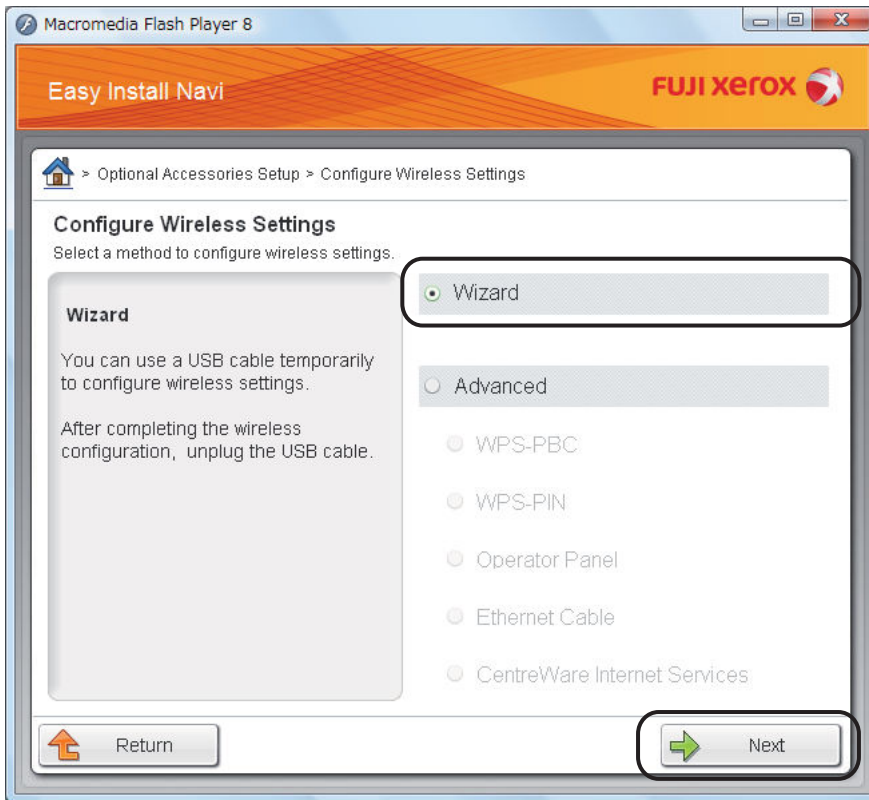 Macromedia Flash Player 8
Easy Install Navi
FUJI xerox
> Optional Accessories Setup > Configure Wireless Settings
Configure Wireless Settings
Select a method to configure wireless settings.
Wizard
You can use a USB cable temporarily
to configure wireless settings.
After completing the wireless
configuration, unplug the USB cable.
Wizard
Advanced
WPS-PBC
WPS-PIN
Operator Panel
Ethernet Cable
CentreWare Internet Services
Return
Next